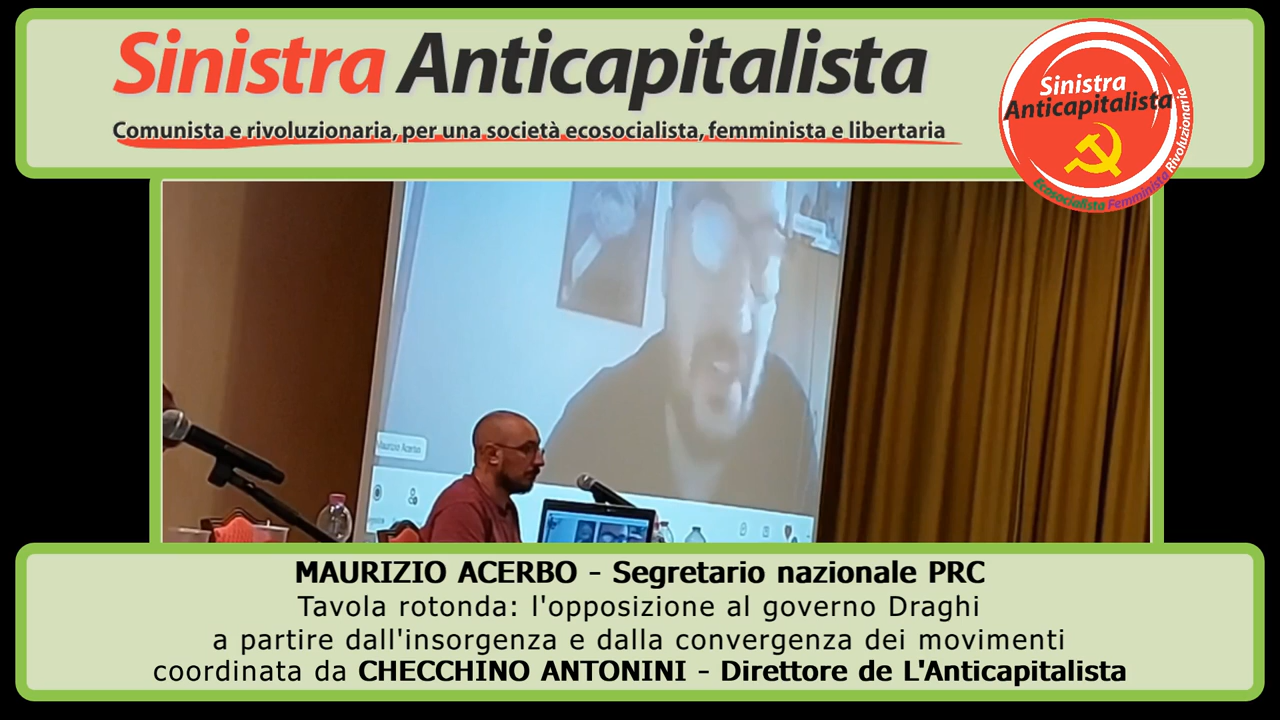 Sinistra Anticapitalista
Comunista e rivoluzionaria, per una società ecosocialista, femminista e libertaria
Sinistra
Anticapitalista
Ecosocialista Femminista Rivoluzionaria
Maurizio Acerbo
MAURIZIO ACERBO - Segretario nazionale PRC
Tavola rotonda: l'opposizione al governo Draghi
a partire dall'insorgenza e dalla convergenza dei movimenti
coordinata da CHECCHINO ANTONINI - Direttore de L'Anticapitalista